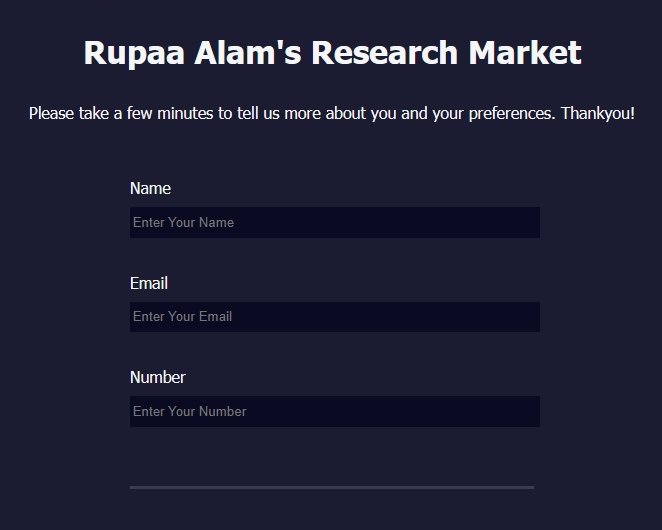 Rupaa Alam's Research Market
Please take a few minutes to tell us more about you and your preferences. Thankyou!
Name
Enter Your Name
Email
Enter Your Email
Number
Enter Your Number